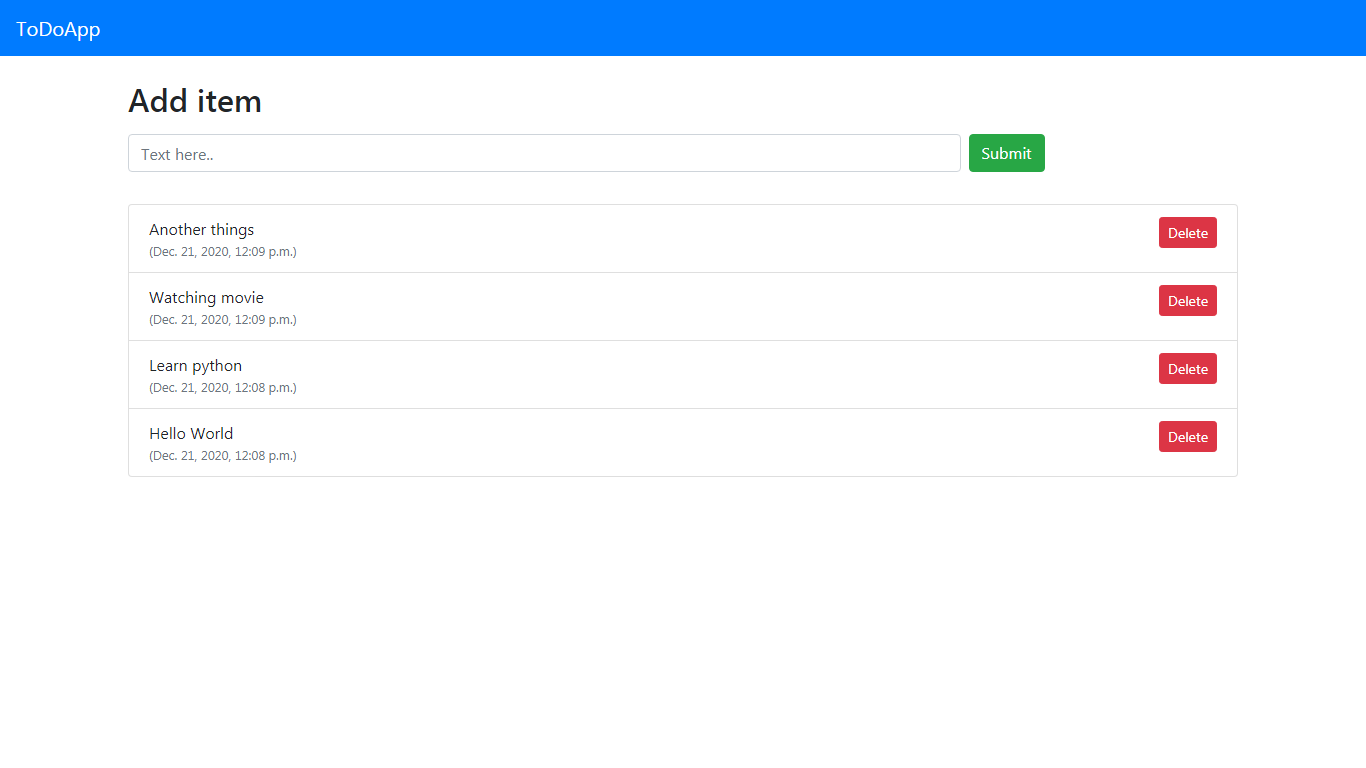 ToDoApp
Add item
Text here..
Submit
Another things
Delete
(Dec. 21, 2020, 12:09 p.m.)
Watching movie
Delete
(Dec. 21, 2020, 12:09 p.m.)
Learn python
Delete
(Dec. 21, 2020, 12:08 p.m.)
Hello World
Delete
(Dec. 21, 2020, 12:08 p.m.)